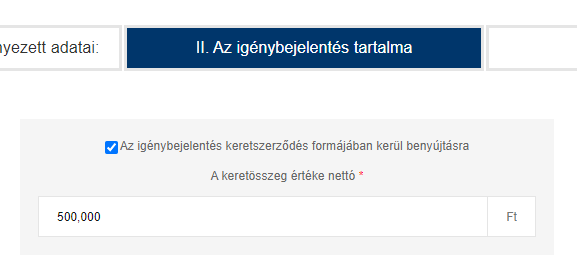 nyezett adatai:
II. Az igénybejelentés tartalma
Az igénybejelentés keretszerződés formájában kerül benyújtásra
A keretösszeg értéke nettó *
500,000
Ft